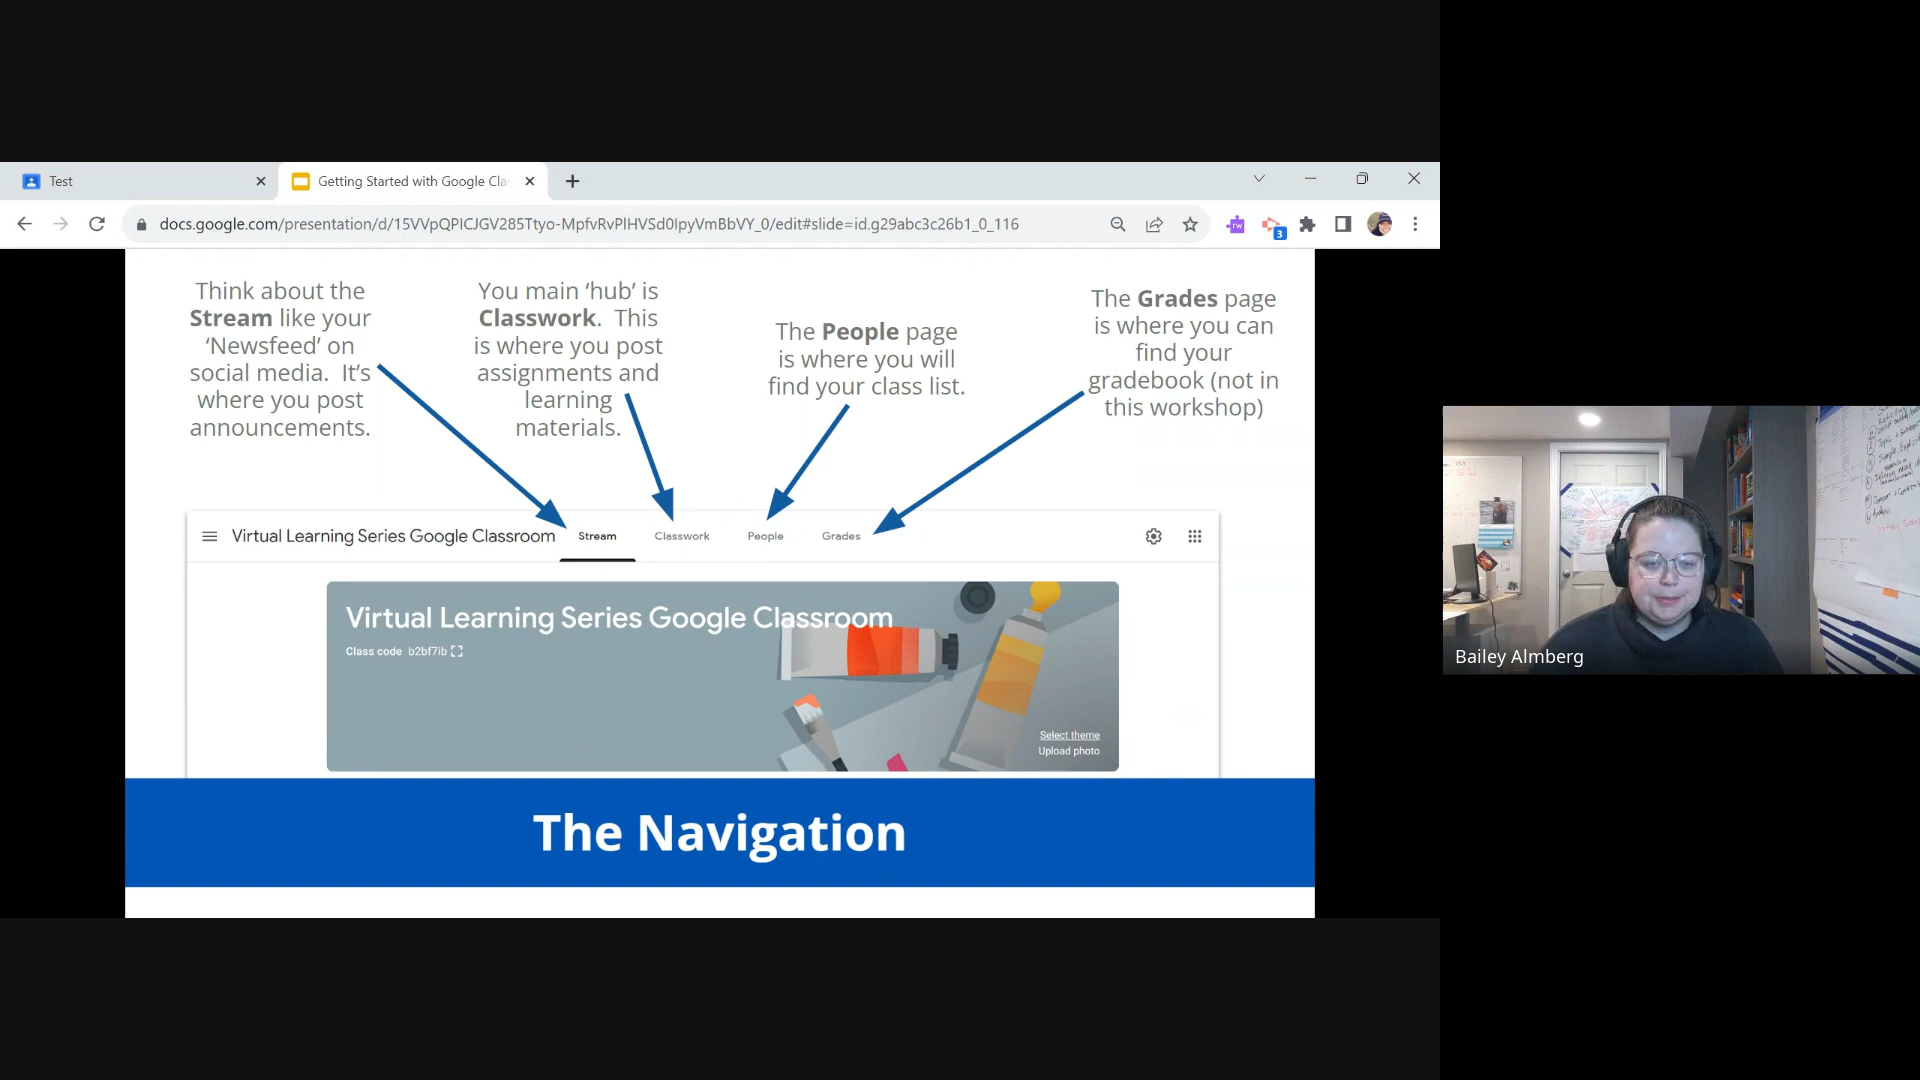 Test
Getting Started with Google Cla
docs.google.com/presentation/d/15VVpQPICJGV285Ttyo-MpfvRvPlHVSd0IpyVmBbVY_0/edit#slide=id.g29abc3c26b1_0_116
rw
3
Think about the
Stream like your
‘Newsfeed’ on
social media.  It’s
where you post
announcements.
You main ‘hub’ is
Classwork.  This
is where you post
assignments and
learning
materials.
The People page
is where you will
find your class list.
The Grades page
is where you can
find your
gradebook (not in
this workshop)
Virtual Learning Series Google Classroom
Stream
Classwork
People
Grades
Virtual Learning Series Google Classroom
Class code b2bf7ib
Select theme
Upload photo
The Navigation
Bailey Almberg